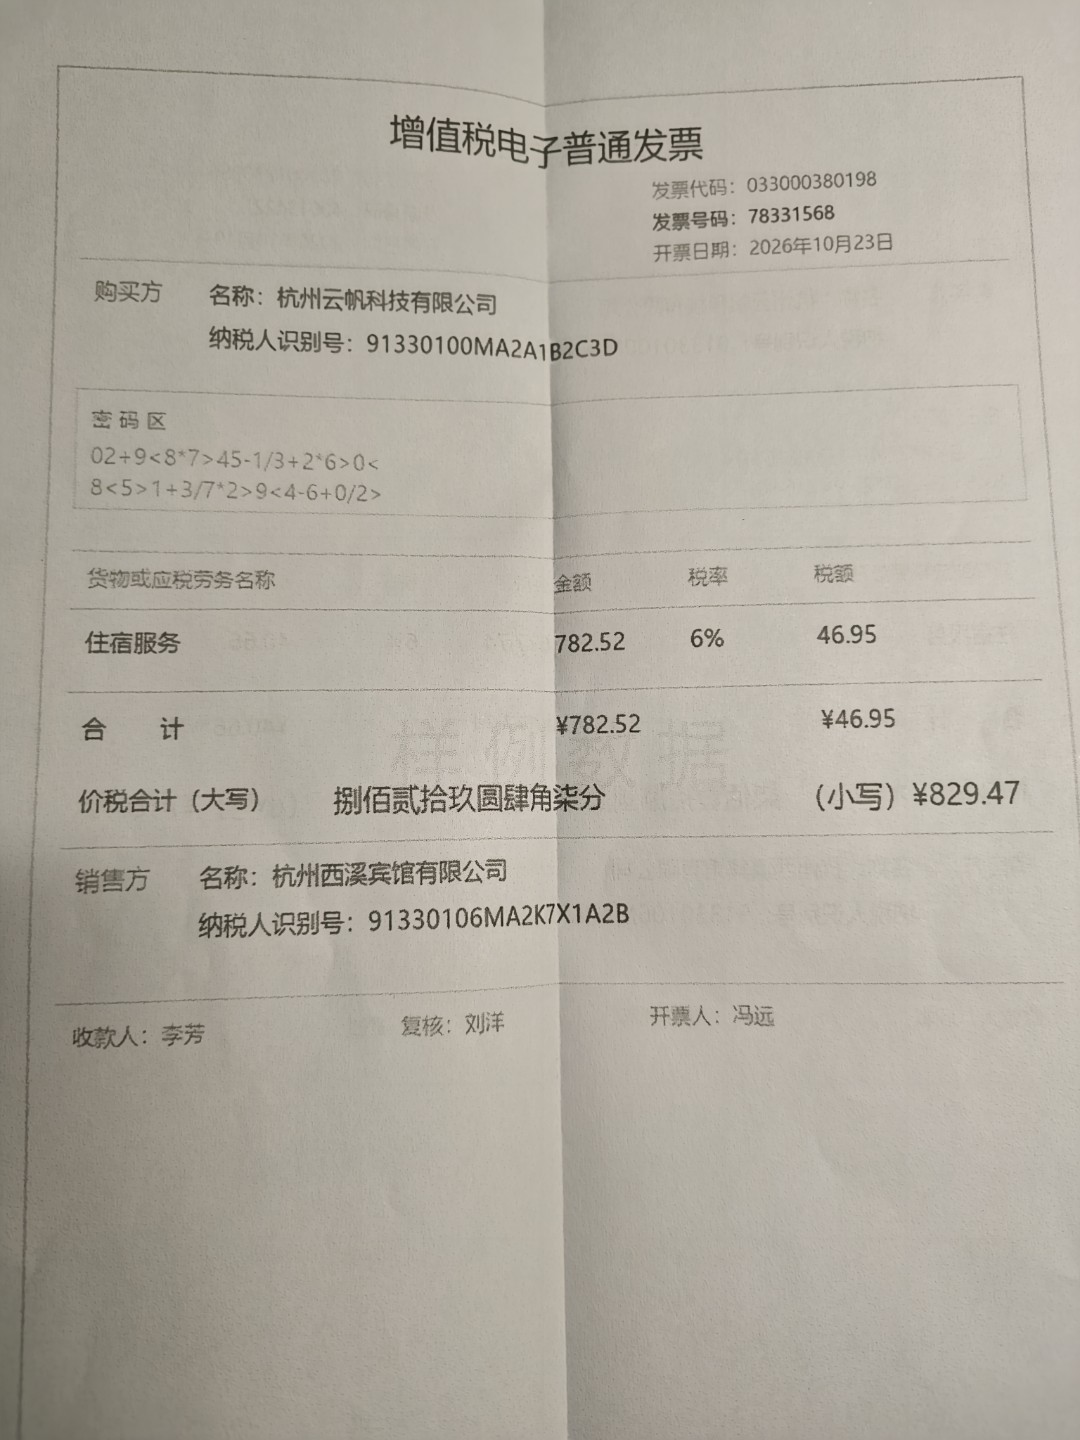 增值税电子普通发票
发票代码：033000380198
发票号码：78331568
开票日期：2026年10月23日
购买方 名称：杭州云帆科技有限公司
纳税人识别号：91330100MA2A1B2C3D
密码区
02+9<8*7>45-1/3+2*6>0<
8<5>1+3/7*2>9<4-6+0/2>
货物或应税劳务名称 金额 税率 税额
住宿服务 782.52 6% 46.95
合 计 ¥782.52 ¥46.95
样例数据
价税合计（大写） 捌佰贰拾玖圆肆角柒分 （小写）¥829.47
销售方 名称：杭州西溪宾馆有限公司
纳税人识别号：91330106MA2K7X1A2B
收款人：李芳 复核：刘洋 开票人：冯远